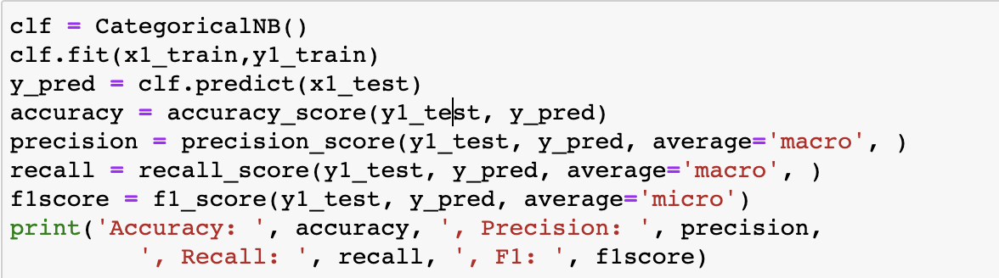 clf = CategoricalNB()
clf.fit(x1_train,y1_train)
y_pred = clf.predict(x1_test)
accuracy = accuracy_score(y1_test, y_pred)
precision = precision_score(y1_test, y_pred, average='macro', )
recall = recall_score(y1_test, y_pred, average='macro', )
f1score = f1_score(y1_test, y_pred, average='micro')
print('Accuracy: ', accuracy, ', Precision: ', precision,
         ', Recall: ', recall, ', F1: ', f1score)